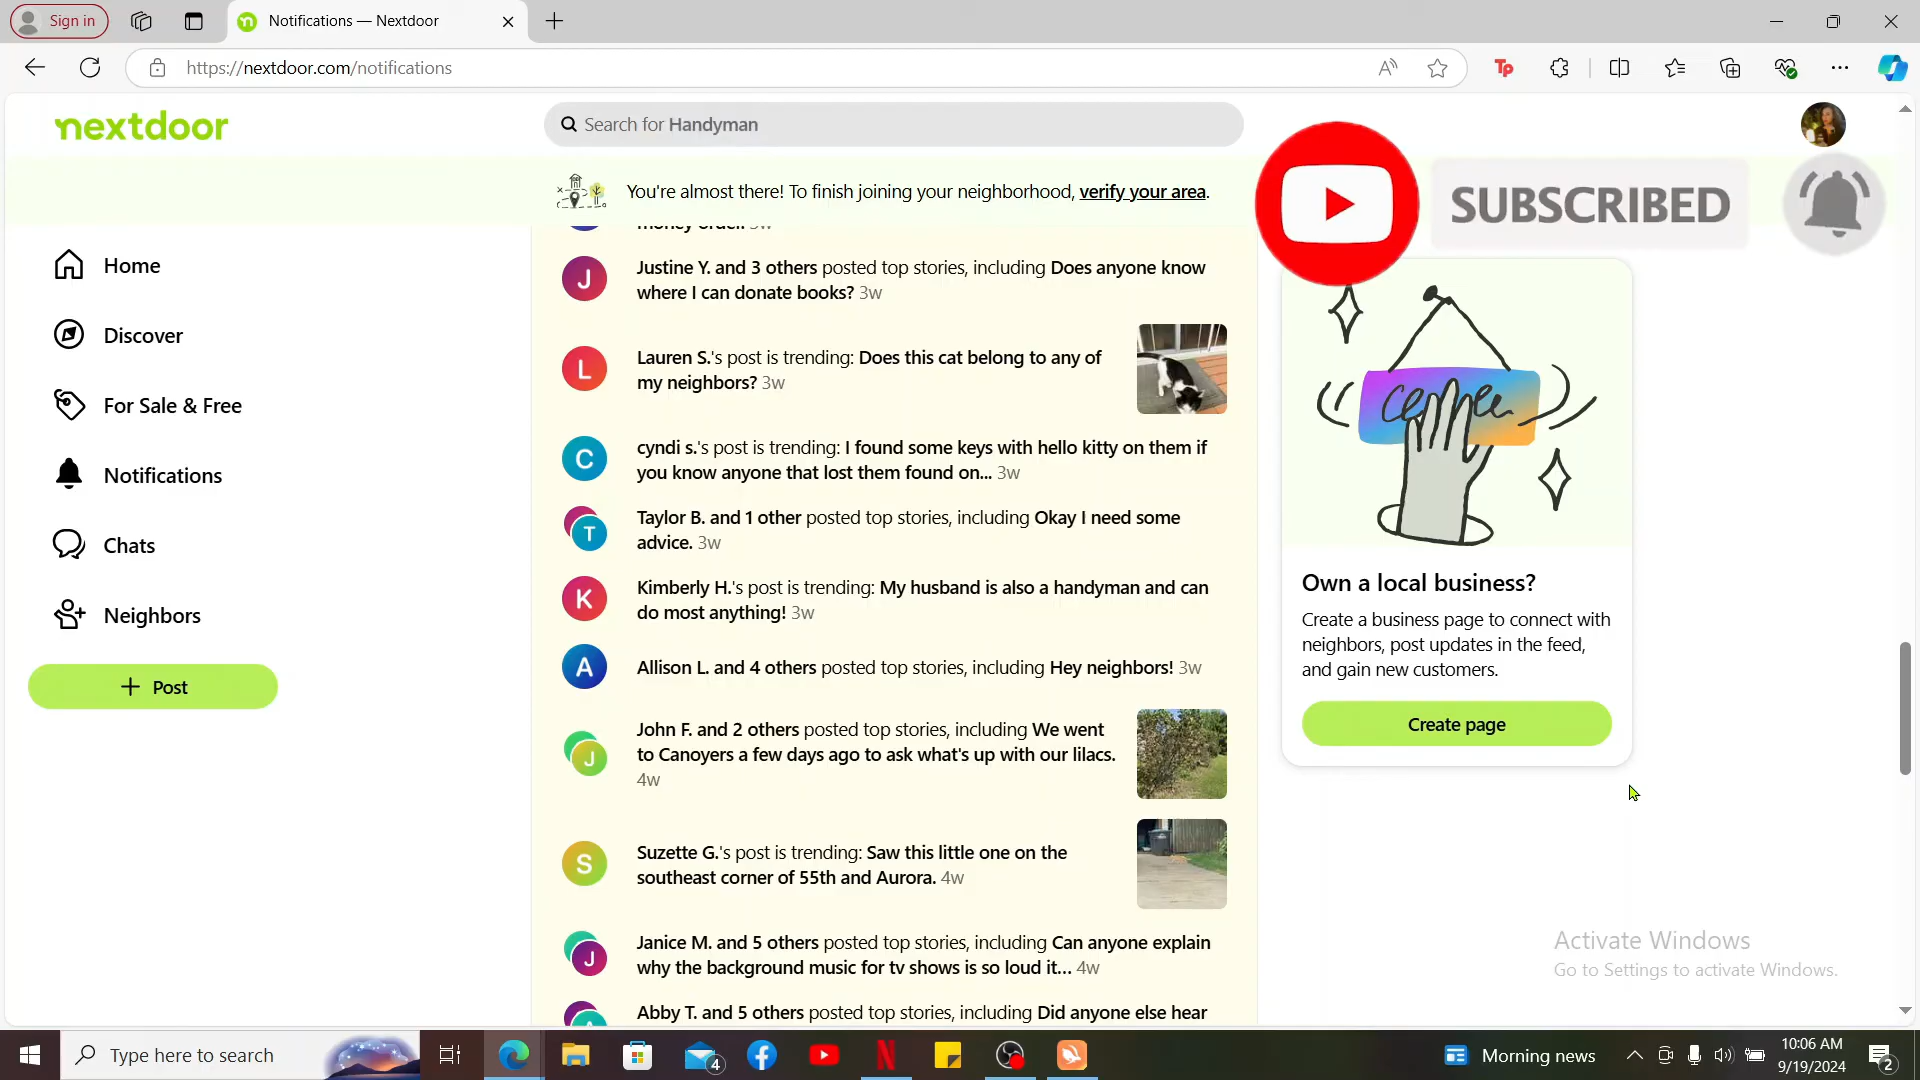 Sign in
Notifications — Nextdoor
https://nextdoor.com/notifications
Tp
nextdoor
Search for Handyman
You're almost there! To finish joining your neighborhood, verify your area.
SUBSCRIBED
Home
Discover
For Sale & Free
Notifications
Chats
Neighbors
+ Post
money order. 3w
J
Justine Y. and 3 others posted top stories, including Does anyone know
where I can donate books? 3w
L
Lauren S.'s post is trending: Does this cat belong to any of
my neighbors? 3w
C
cyndi s.'s post is trending: I found some keys with hello kitty on them if
you know anyone that lost them found on... 3w
T
Taylor B. and 1 other posted top stories, including Okay I need some
advice. 3w
K
Kimberly H.'s post is trending: My husband is also a handyman and can
do most anything! 3w
A
Allison L. and 4 others posted top stories, including Hey neighbors! 3w
J
John F. and 2 others posted top stories, including We went
to Canoyers a few days ago to ask what's up with our lilacs.
4w
S
Suzette G.'s post is trending: Saw this little one on the
southeast corner of 55th and Aurora. 4w
J
Janice M. and 5 others posted top stories, including Can anyone explain
why the background music for tv shows is so loud it... 4w
Abby T. and 5 others posted top stories, including Did anyone else hear
Own a local business?
Create a business page to connect with
neighbors, post updates in the feed,
and gain new customers.
Create page
Activate Windows
Go to Settings to activate Windows.
Type here to search
4
Morning news
10:06 AM
9/19/2024
2